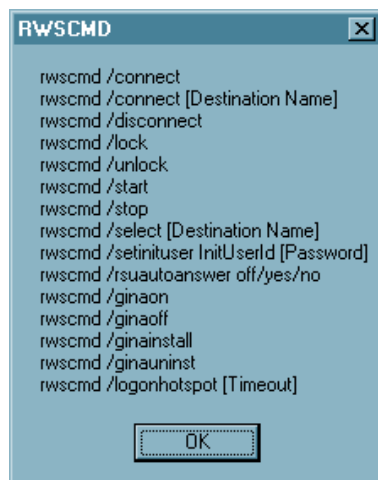 RWSCMD
rwscmd /connect
rwscmd /connect [Destination Name]
rwscmd /disconnect
rwscmd /lock
rwscmd /unlock
rwscmd /start
rwscmd /stop
rwscmd /select [Destination Name]
rwscmd /setinituser InitUserId [Password]
rwscmd /rsuautoanswer off/yes/no
rwscmd /ginaon
rwscmd /ginaoff
rwscmd /ginainstall
rwscmd /ginauninst
rwscmd /logonhotspot [Timeout]
OK